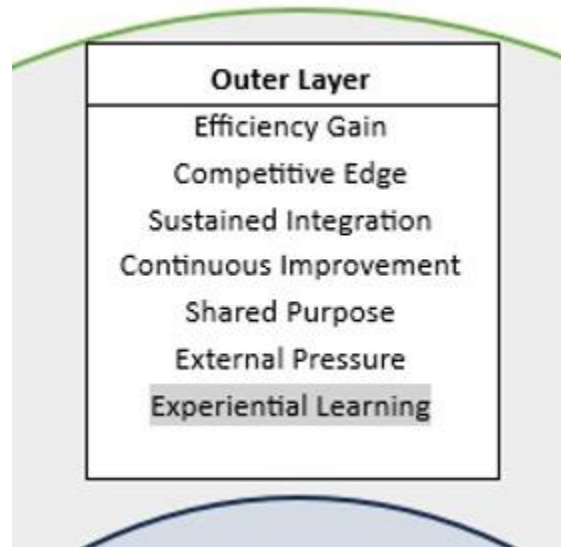 Outer Layer
Efficiency Gain
Competitive Edge
Sustained Integration
Continuous Improvement
Shared Purpose
External Pressure
Experiential Learning